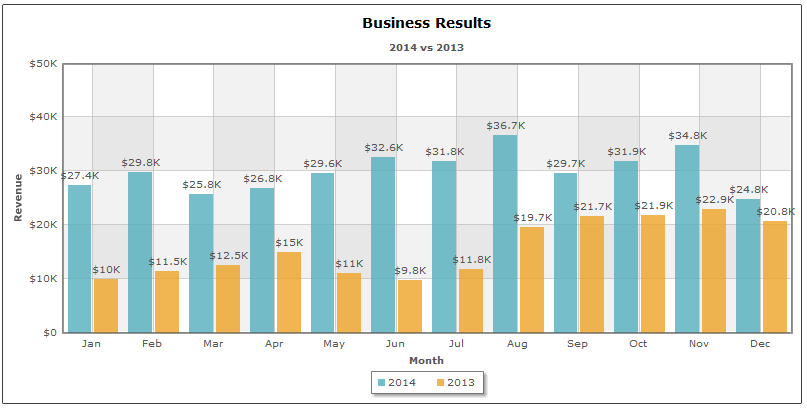 Business Results
2014 vs 2013
$50K
$40K
$30K
$20K
$10K
$0
Revenue
$27.4K
$10K
$29.8K
$11.5K
$25.8K
$12.5K
$26.8K
$15K
$29.6K
$11K
$32.6K
$9.8K
$31.8K
$11.8K
$36.7K
$19.7K
$29.7K
$21.7K
$31.9K
$21.9K
$34.8K
$22.9K
$24.8K
$20.8K
Jan Feb Mar Apr May Jun Jul Aug Sep Oct Nov Dec
Month
2014 2013